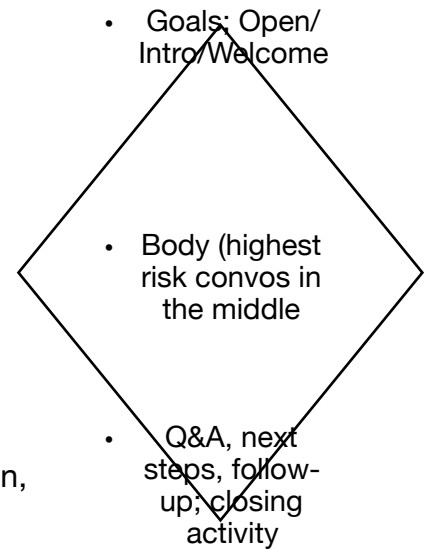 • Goals; Open/
Intro/Welcome
• Body (highest
risk convos in
the middle
• Q&A, next
steps, follow-
n,
up; closing
activity